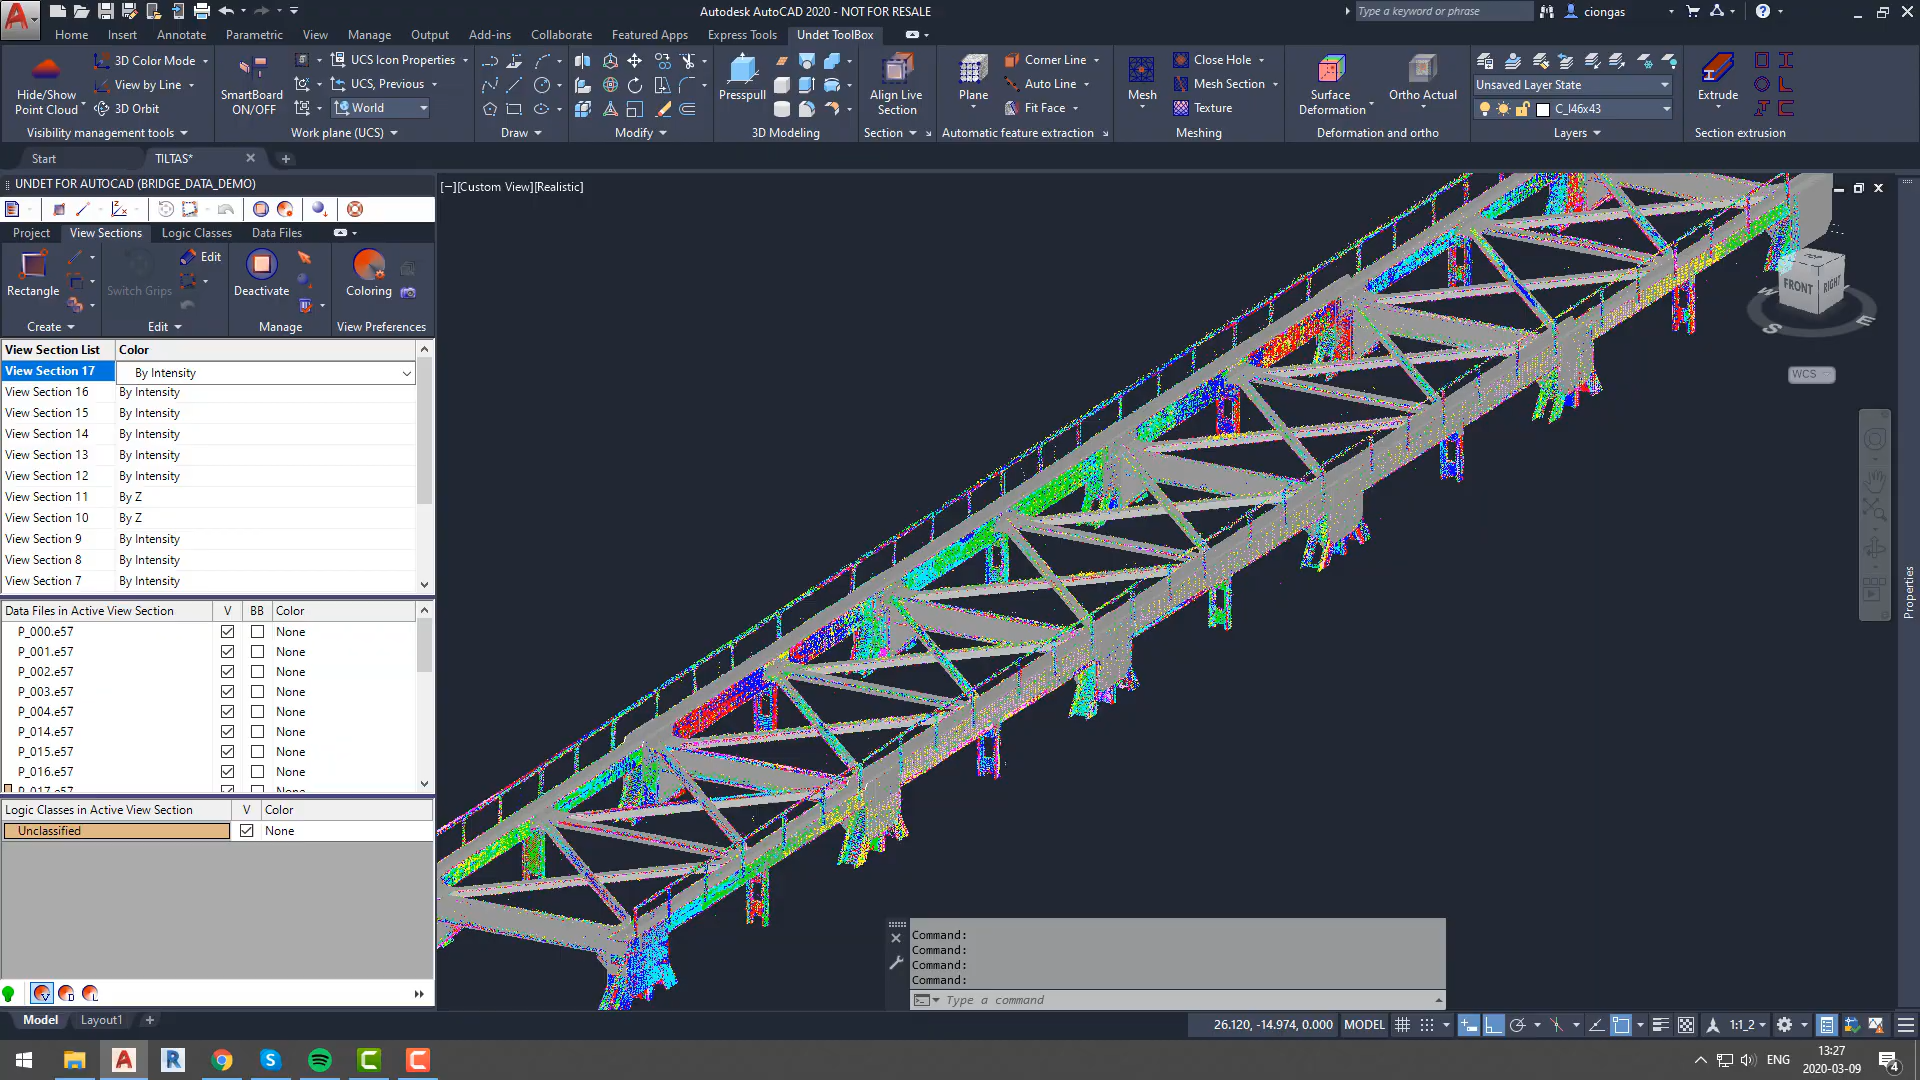 Autodesk AutoCAD 2020 - NOT FOR RESALE
Type a keyword or phrase
ciongas
Home Insert Annotate Parametric View Manage Output Add-ins Collaborate Featured Apps Express Tools Undet ToolBox
Hide/Show Point Cloud
3D Color Mode
View by Line
3D Orbit
Visibility management tools
SmartBoard ON/OFF
UCS Icon Properties
UCS, Previous
World
Work plane (UCS)
Draw
Modify
Presspull
3D Modeling
Align Live Section
Section
Plane
Corner Line
Auto Line
Fit Face
Automatic feature extraction
Mesh
Close Hole
Mesh Section
Texture
Meshing
Surface Deformation
Ortho Actual
Deformation and ortho
Unsaved Layer State
C_I46x43
Layers
Extrude
Section extrusion
Start
TILTAS*
UNDET FOR AUTOCAD (BRIDGE_DATA_DEMO)
Project View Sections Logic Classes Data Files
Rectangle
Create
Switch Grips
Edit
Edit
Deactivate
Manage
Coloring
View Preferences
View Section List Color
View Section 17 By Intensity
View Section 16 By Intensity
View Section 15 By Intensity
View Section 14 By Intensity
View Section 13 By Intensity
View Section 12 By Intensity
View Section 11 By Z
View Section 10 By Z
View Section 9 By Intensity
View Section 8 By Intensity
View Section 7 By Intensity
Data Files in Active View Section V BB Color
P_000.e57 None
P_001.e57 None
P_002.e57 None
P_003.e57 None
P_004.e57 None
P_014.e57 None
P_015.e57 None
P_016.e57 None
P_017.e57 None
Logic Classes in Active View Section V Color
Unclassified None
[−][Custom View][Realistic]
TOP
FRONT
RIGHT
W
S
E
WCS
Properties
Command:
Command:
Command:
Command:
Type a command
Model Layout1
26.120, -14.974, 0.000 MODEL
1:1_2
ENG
13:27
2020-03-09
4